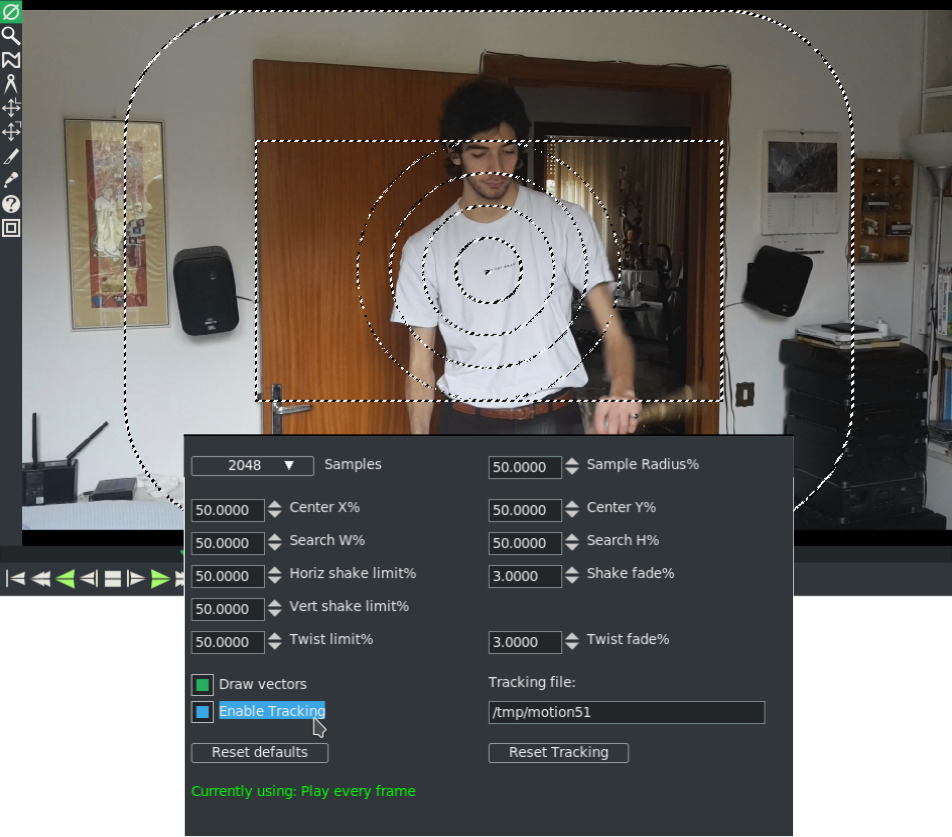 2048 ▼ Samples
50.0000 Sample Radius%
50.0000 Center X%
50.0000 Center Y%
50.0000 Search W%
50.0000 Search H%
50.0000 Horiz shake limit%
3.0000 Shake fade%
50.0000 Vert shake limit%
50.0000 Twist limit%
3.0000 Twist fade%
Draw vectors
Tracking file:
Enable Tracking
/tmp/motion51
Reset defaults
Reset Tracking
Currently using: Play every frame